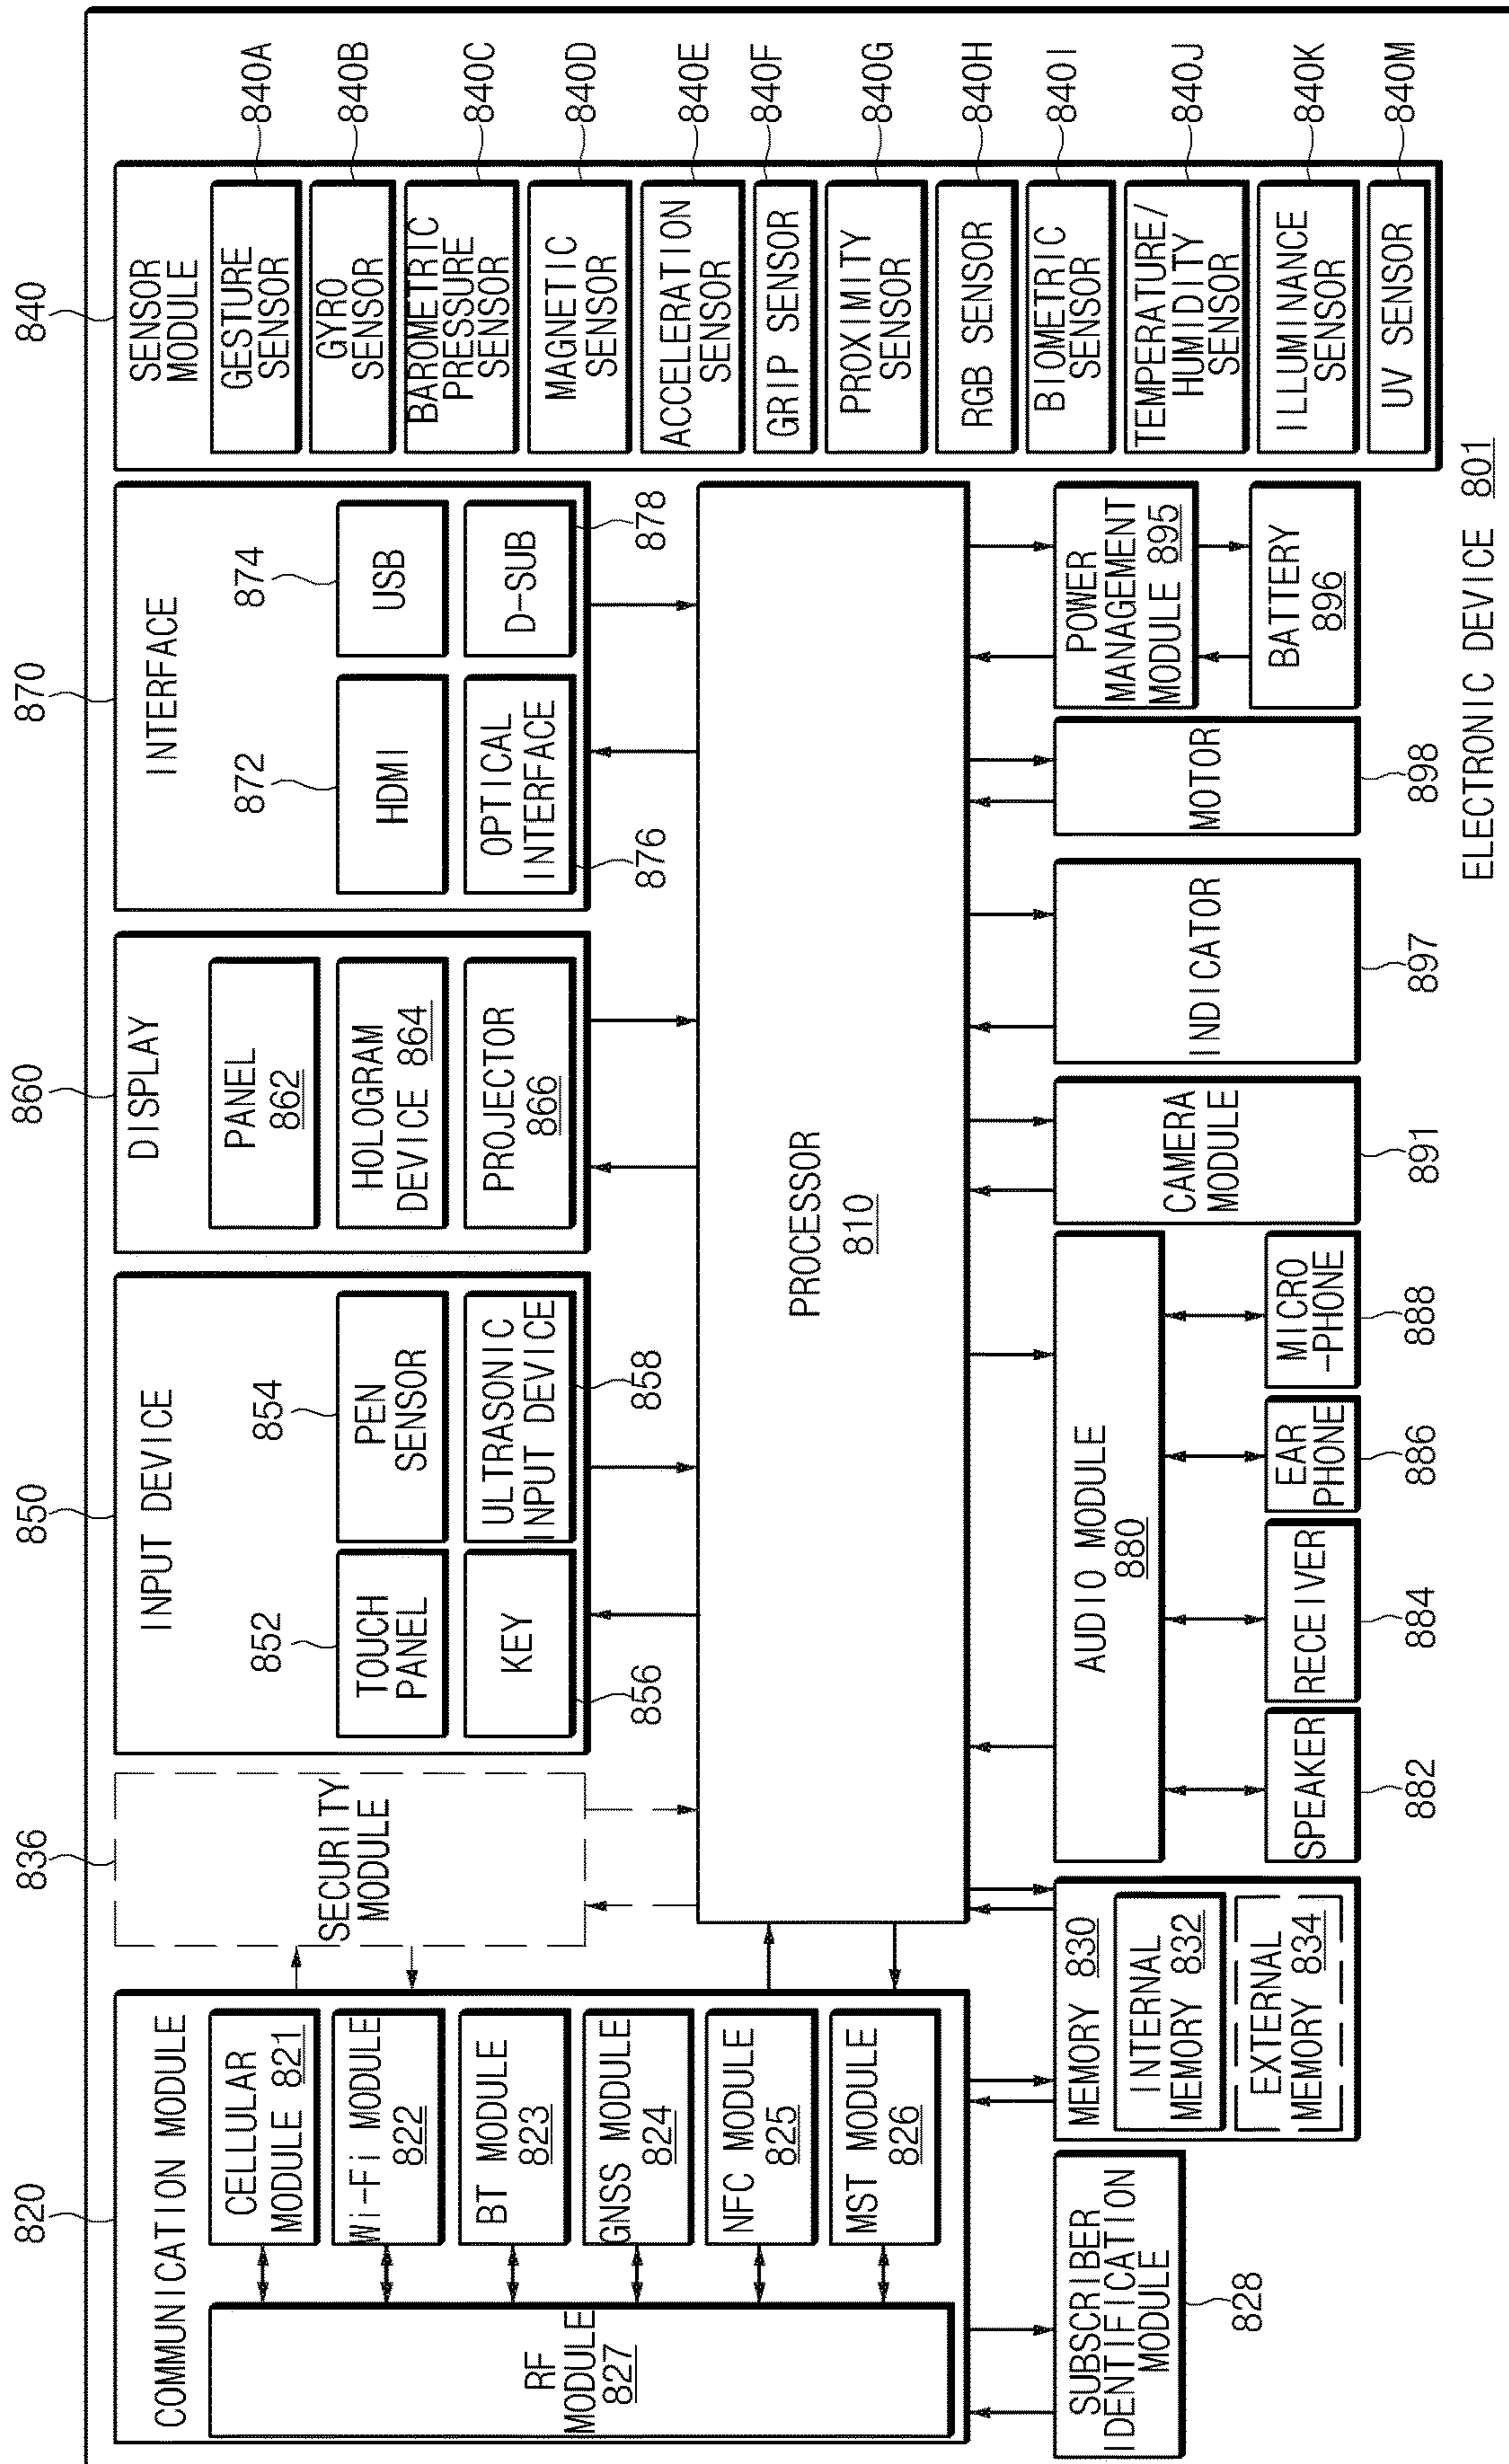 820
COMMUNICATION MODULE
RF
MODULE
827
CELLULAR
MODULE 821
Wi-Fi MODULE
822
BT MODULE
823
GNSS MODULE
824
NFC MODULE
825
MST MODULE
826
836
SECURITY
MODULE
850
INPUT DEVICE
852
854
TOUCH
PANEL
PEN
SENSOR
KEY
ULTRASONIC
INPUT DEVICE
856
858
860
DISPLAY
PANEL
862
HOLOGRAM
DEVICE 864
PROJECTOR
866
870
INTERFACE
872
874
HDMI
USB
OPTICAL
INTERFACE
D-SUB
876
878
840
SENSOR
MODULE
GESTURE
SENSOR
840A
GYRO
SENSOR
840B
BAROMETRIC
PRESSURE
SENSOR
840C
MAGNETIC
SENSOR
840D
ACCELERATION
SENSOR
840E
GRIP SENSOR
840F
PROXIMITY
SENSOR
840G
RGB SENSOR
840H
BIOMETRIC
SENSOR
840I
TEMPERATURE/
HUMIDITY
SENSOR
840J
ILLUMINANCE
SENSOR
840K
UV SENSOR
840M
PROCESSOR
810
SUBSCRIBER
IDENTIFICATION
MODULE
828
MEMORY 830
INTERNAL
MEMORY 832
EXTERNAL
MEMORY 834
AUDIO MODULE
880
SPEAKER
882
RECEIVER
884
EAR
PHONE
886
MICRO
-PHONE
888
CAMERA
MODULE
891
INDICATOR
897
MOTOR
898
POWER
MANAGEMENT
MODULE 895
BATTERY
896
ELECTRONIC DEVICE 801